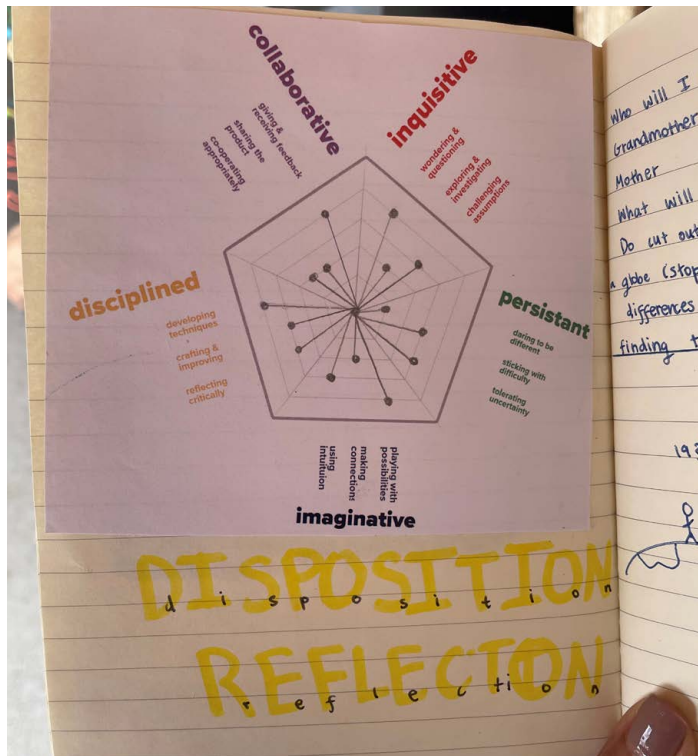 collaborative
giving &
receiving feedback
sharing the
product
co-operating
appropriately
inquisitive
wondering &
questioning
exploring &
investigating
challenging
assumptions
disciplined
developing
techniques
crafting &
improving
reflecting
critically
persistant
daring to be
different
sticking with
difficulty
tolerating
uncertainty
using
intuituion
making
connections
playing with
possibilities
imaginative
DISPOSITION
disposition
REFLECTION
reflection
Who will I
Grandmother
Mother
What will
Do cut out
a globe (stop
differences
finding t
192